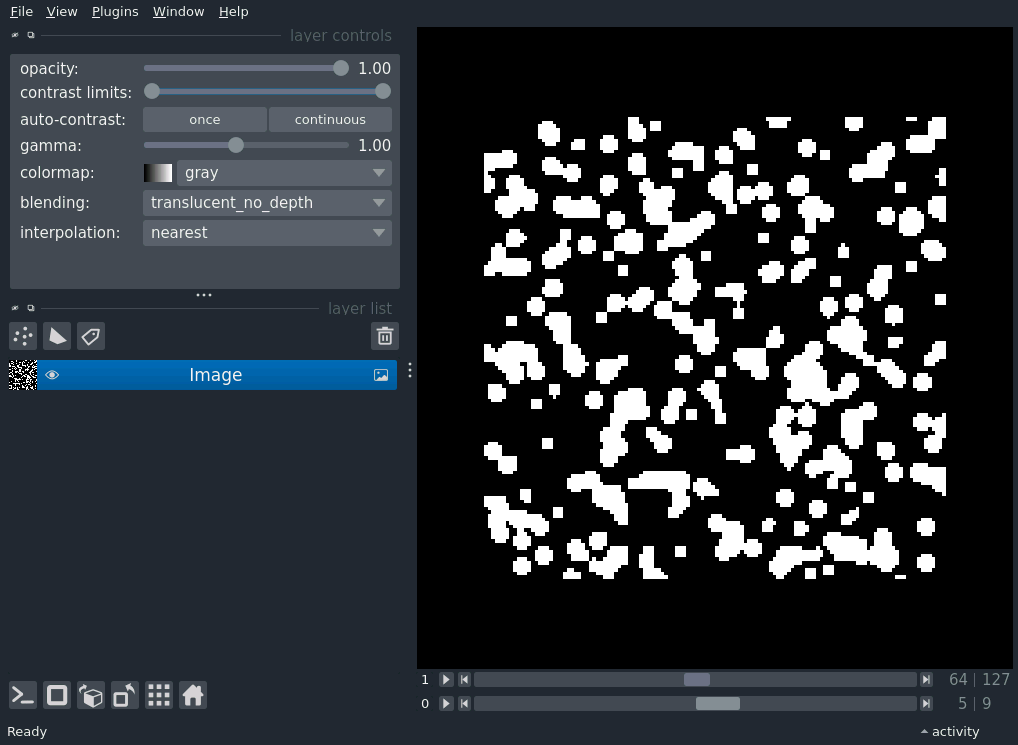 File View Plugins Window Help
layer controls
opacity: 1.00
contrast limits:
auto-contrast: once continuous
gamma: 1.00
colormap: gray
blending: translucent_no_depth
interpolation: nearest
layer list
Image
1 64 | 127
0 5 | 9
Ready activity